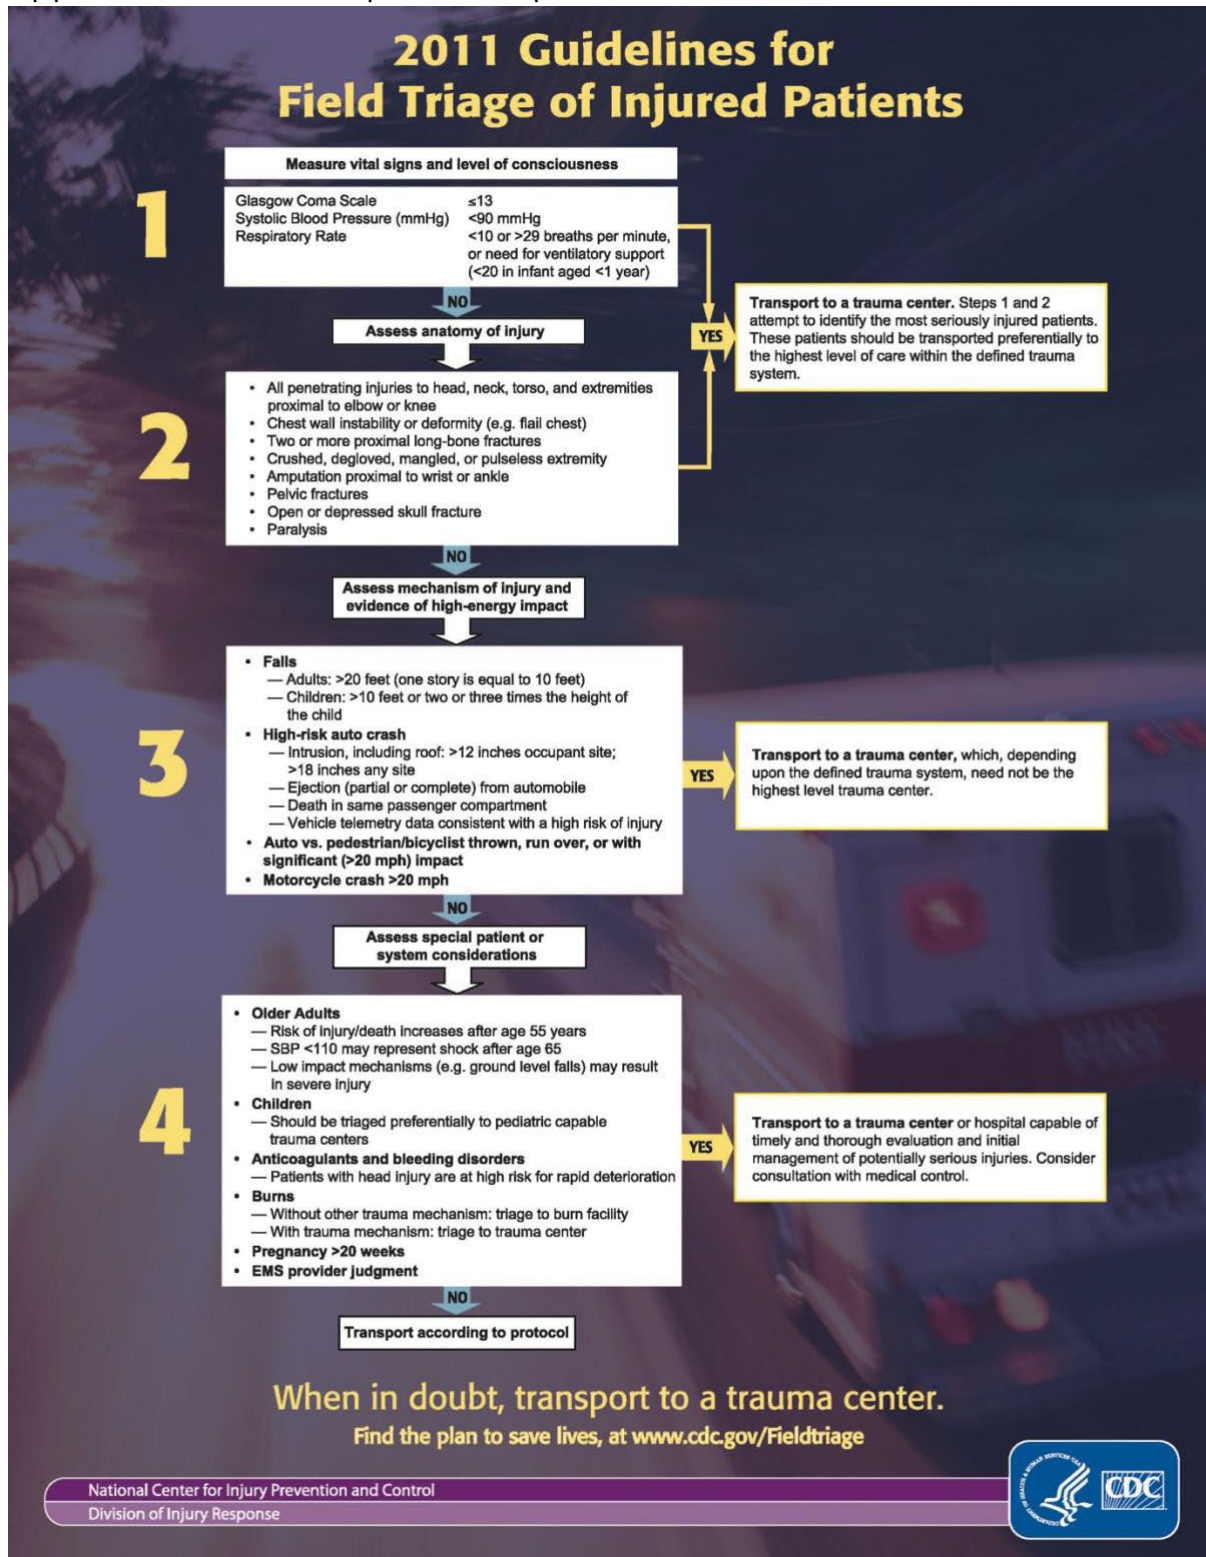 2011 Guidelines for
Field Triage of Injured Patients
1
Measure vital signs and level of consciousness
Glasgow Coma Scale ≤13
Systolic Blood Pressure (mmHg) <90 mmHg
Respiratory Rate <10 or >29 breaths per minute,
or need for ventilatory support
(<20 in infant aged <1 year)
NO
YES
Transport to a trauma center. Steps 1 and 2
attempt to identify the most seriously injured patients.
These patients should be transported preferentially to
the highest level of care within the defined trauma
system.
Assess anatomy of injury
2
• All penetrating injuries to head, neck, torso, and extremities
proximal to elbow or knee
• Chest wall instability or deformity (e.g. flail chest)
• Two or more proximal long-bone fractures
• Crushed, degloved, mangled, or pulseless extremity
• Amputation proximal to wrist or ankle
• Pelvic fractures
• Open or depressed skull fracture
• Paralysis
NO
Assess mechanism of injury and
evidence of high-energy impact
3
• Falls
— Adults: >20 feet (one story is equal to 10 feet)
— Children: >10 feet or two or three times the height of
the child
• High-risk auto crash
— Intrusion, including roof: >12 inches occupant site;
>18 inches any site
— Ejection (partial or complete) from automobile
— Death in same passenger compartment
— Vehicle telemetry data consistent with a high risk of injury
• Auto vs. pedestrian/bicyclist thrown, run over, or with
significant (>20 mph) impact
• Motorcycle crash >20 mph
YES
Transport to a trauma center, which, depending
upon the defined trauma system, need not be the
highest level trauma center.
NO
Assess special patient or
system considerations
4
• Older Adults
— Risk of injury/death increases after age 55 years
— SBP <110 may represent shock after age 65
— Low impact mechanisms (e.g. ground level falls) may result
in severe injury
• Children
— Should be triaged preferentially to pediatric capable
trauma centers
• Anticoagulants and bleeding disorders
— Patients with head injury are at high risk for rapid deterioration
• Burns
— Without other trauma mechanism: triage to burn facility
— With trauma mechanism: triage to trauma center
• Pregnancy >20 weeks
• EMS provider judgment
YES
Transport to a trauma center or hospital capable of
timely and thorough evaluation and initial
management of potentially serious injuries. Consider
consultation with medical control.
NO
Transport according to protocol
When in doubt, transport to a trauma center.
Find the plan to save lives, at www.cdc.gov/Fieldtriage
National Center for Injury Prevention and Control
Division of Injury Response
CDC